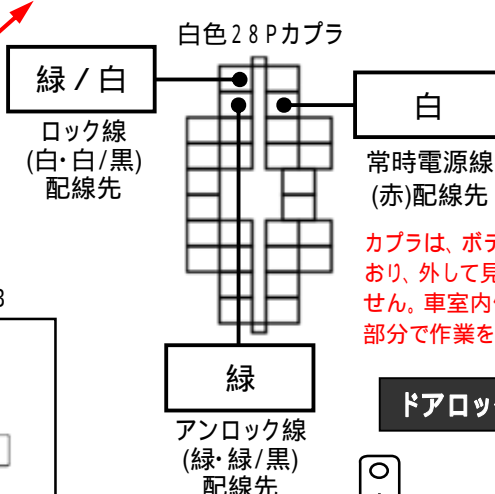 白色28Pカプラ
緑/白
ロック線
(白・白/黒)
配線先
白
常時電源線
(赤)配線先
カプラは、ボデ
おり、外して見
せん。車室内
部分で作業を
緑
アンロック線
(緑・緑/黒)
配線先
ドアロッ